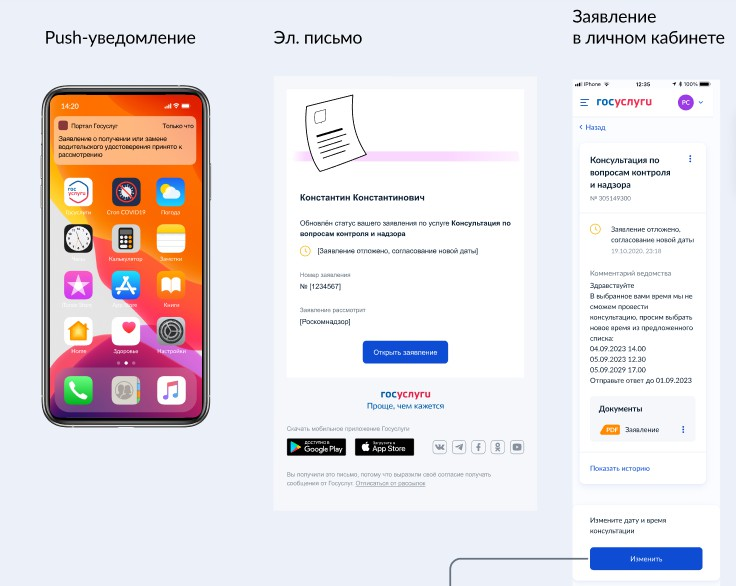 Push-уведомление
14:20
Портал Госуслуг
Только что
Заявление о получении или замене
водительского удостоверения принято к
рассмотрению
гос
услуги
Госуслуги
Стоп COVID19
Погода
Калькулятор
Заметки
Книги
Home
Здоровье
Настройки
Эл. письмо
Константин Константинович
Обновлён статус вашего заявления по услуге Консультация по
вопросам контроля и надзора
[Заявление отложено, согласование новой даты]
Номер заявления
№ [1234567]
Заявление рассмотрит
[Роскомнадзор]
Открыть заявление
госуслуги
Проще, чем кажется
Скачать мобильное приложение Госуслуги
ДОСТУПНО В
Google Play
Загрузите в
App Store
Вы получили это письмо, потому что выразили своё согласие получать
сообщения от Госуслуг. Отписаться от рассылок
Заявление
в личном кабинете
iPhone
12:35
100%
госуслуги
РС
Назад
Консультация по
вопросам контроля
и надзора
№ 305149300
Заявление отложено,
согласование новой даты
19.10.2020, 23:18
Комментарий ведомства
Здравствуйте
В выбранное вами время мы не
сможем провести
консультацию, просим выбрать
новое время из предложенного
списка:
04.09.2023 14.00
05.09.2023 12.30
05.09.2029 17.00
Отправьте ответ до 01.09.2023
Документы
PDF
Заявление
Показать историю
Измените дату и время
консультации
Изменить